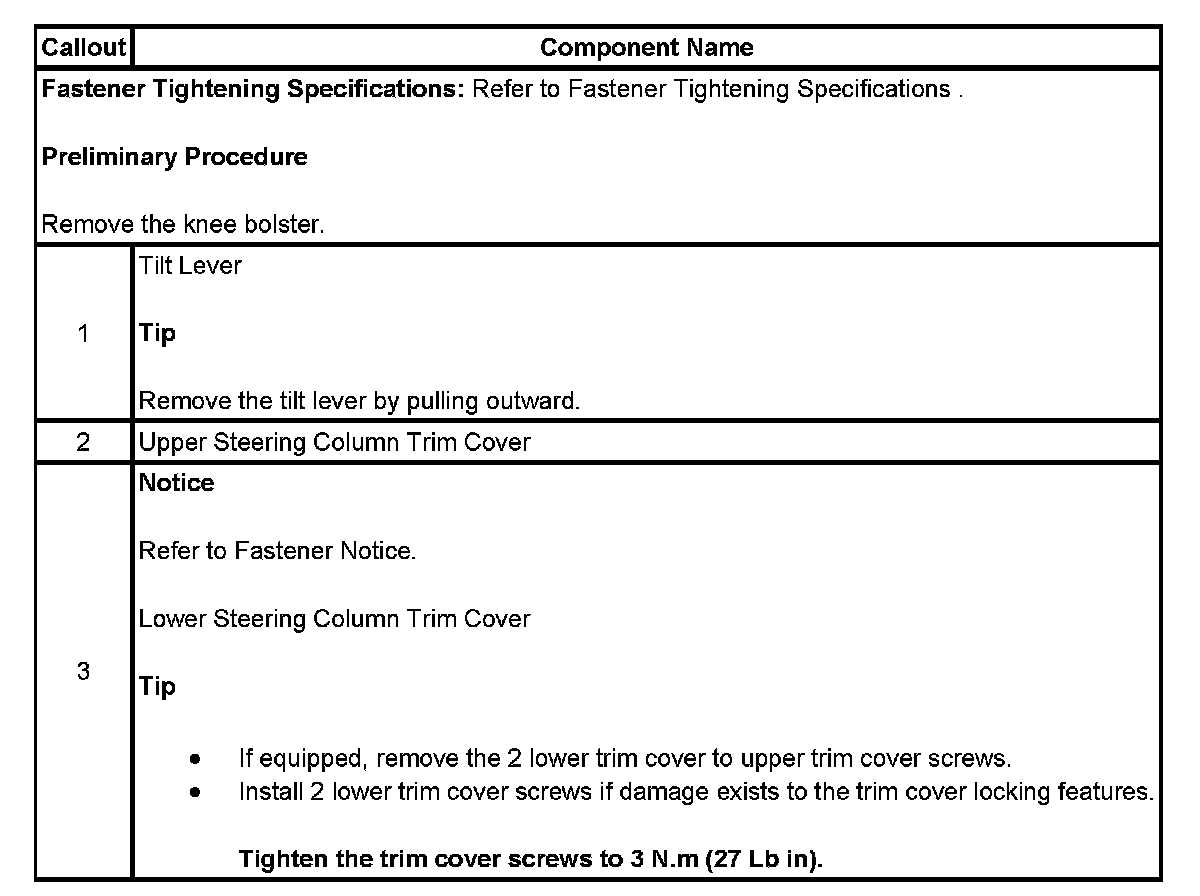 Callout Component Name
Fastener Tightening Specifications: Refer to Fastener Tightening Specifications .
Preliminary Procedure
Remove the knee bolster.
Tilt Lever
1 Tip
Remove the tilt lever by pulling outward.
2 Upper Steering Column Trim Cover
Notice
Refer to Fastener Notice.
Lower Steering Column Trim Cover
3
Tip
• If equipped, remove the 2 lower trim cover to upper trim cover screws.
• Install 2 lower trim cover screws if damage exists to the trim cover locking features.
Tighten the trim cover screws to 3 N.m (27 Lb in).